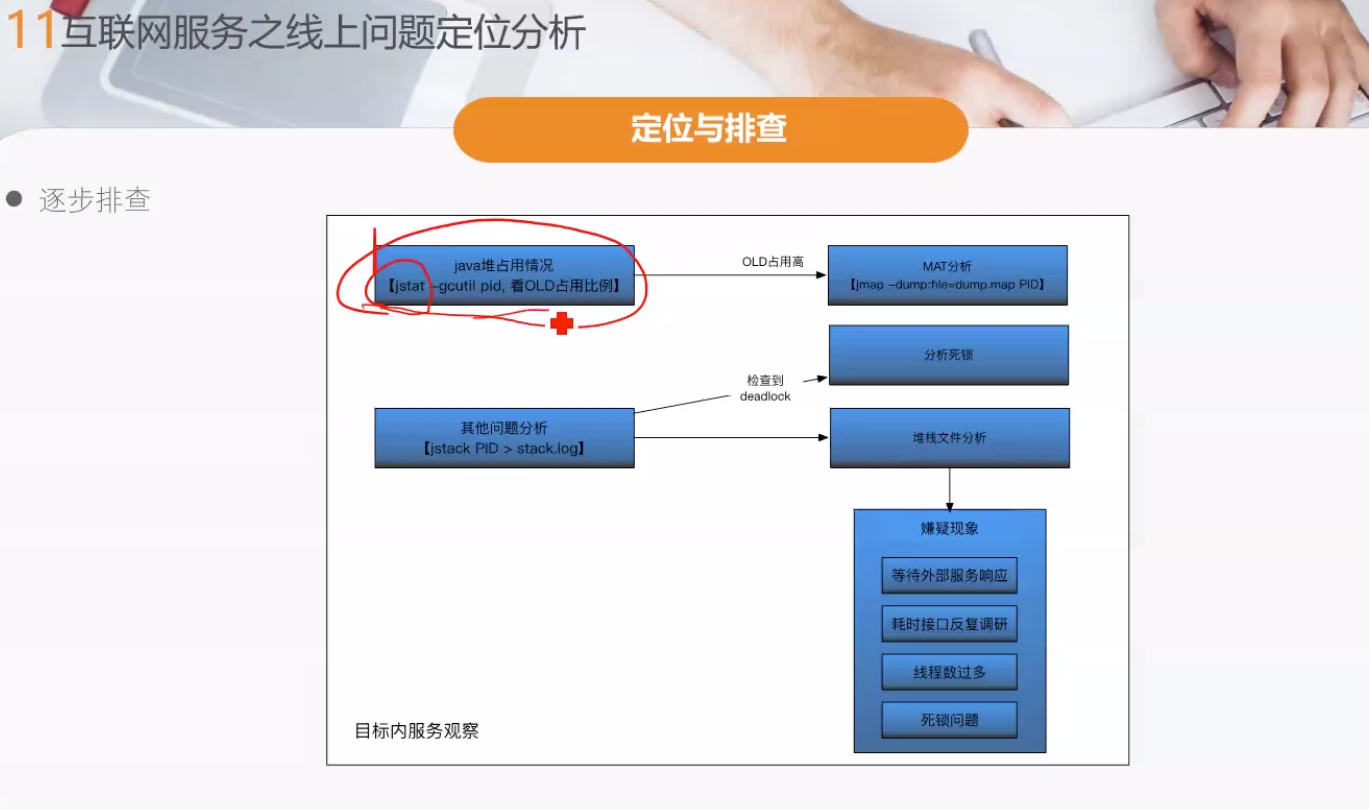 11互联网服务之线上问题定位分析
定位与排查
逐步排查
java堆占用情况
【jstat -gcutil pid, 看OLD占用比例】
OLD占用高
MAT分析
【jmap -dump:file=dump.map PID】
分析死锁
检查到
deadlock
其他问题分析
【jstack PID > stack.log】
堆栈文件分析
嫌疑现象
等待外部服务响应
耗时接口反复调研
线程数过多
死锁问题
目标内服务观察